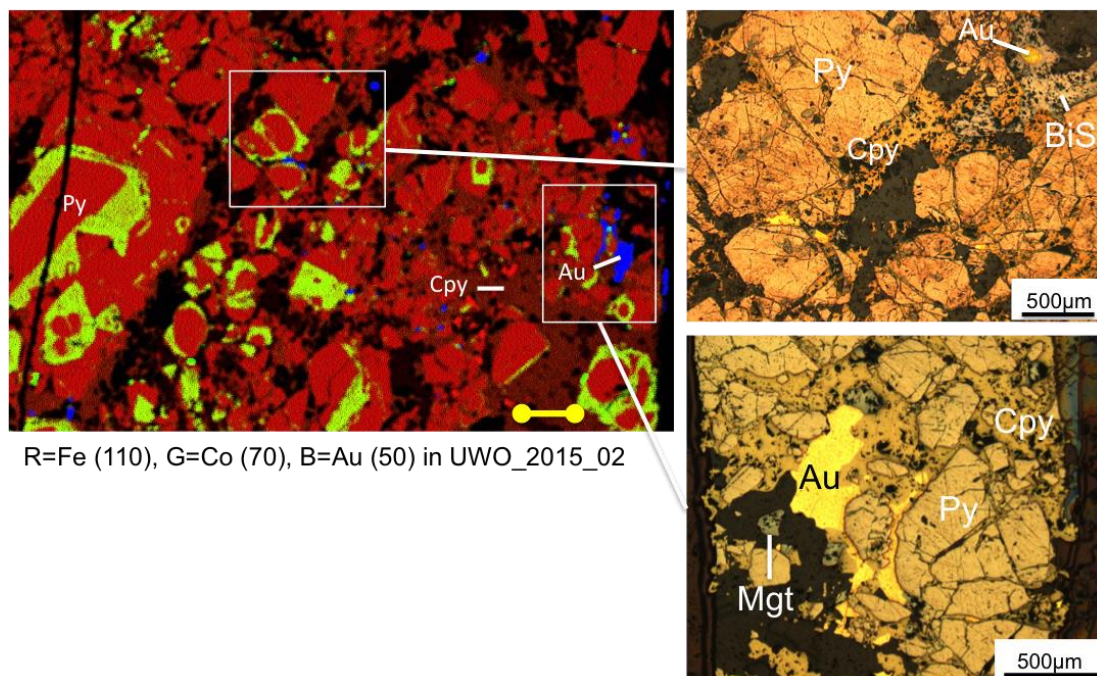 Py
Cpy
Au
R=Fe (110), G=Co (70), B=Au (50) in UWO_2015_02
Au
Py
Cpy
BiS
500µm
Cpy
Au
Py
Mgt
500µm